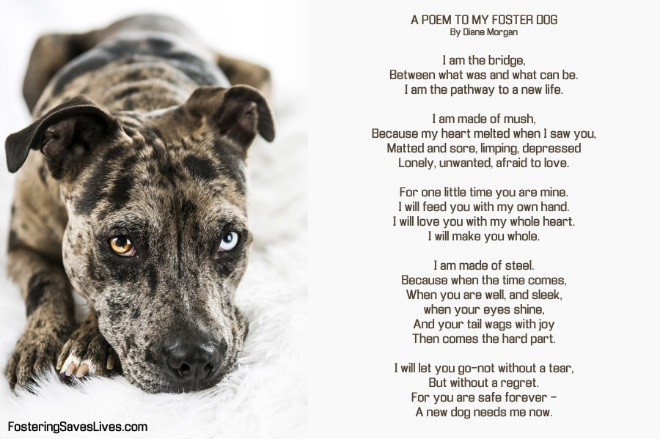 A POEM TO MY FOSTER DOG
By Diane Morgan
I am the bridge,
Between what was and what can be.
I am the pathway to a new life.
I am made of mush,
Because my heart melted when I saw you,
Matted and sore, limping, depressed
Lonely, unwanted, afraid to love.
For one little time you are mine.
I will feed you with my own hand.
I will love you with my whole heart.
I will make you whole.
I am made of steel.
Because when the time comes,
When you are well, and sleek,
when your eyes shine,
And your tail wags with joy
Then comes the hard part.
I will let you go-not without a tear,
But without a regret.
For you are safe forever -
A new dog needs me now.
FosteringSavesLives.com